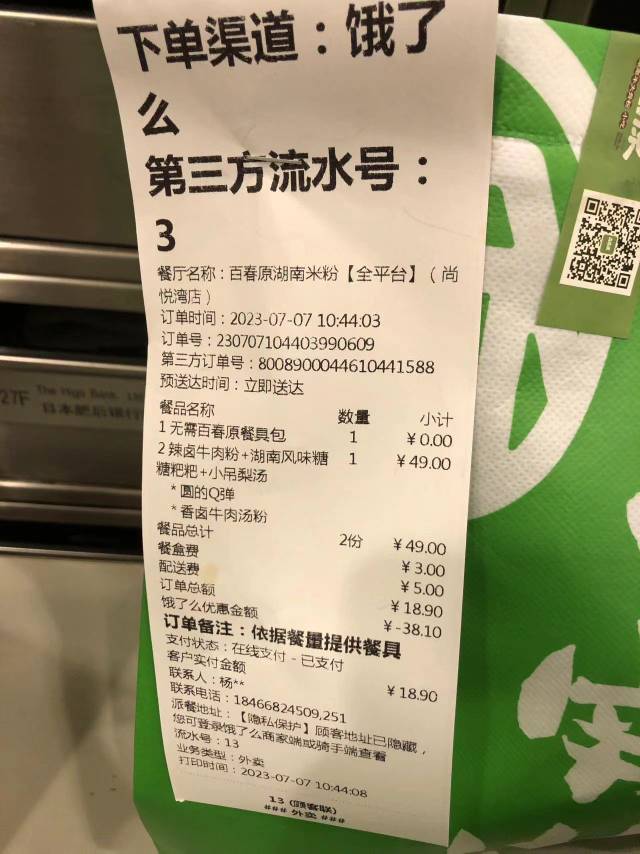 下单渠道：饿了
么
第三方流水号：
3
餐厅名称：百春原湖南米粉【全平台】（尚
悦湾店）
订单时间：2023-07-07 10:44:03
订单号：230707104403990609
第三方订单号：8008900044610441588
预送达时间：立即送达
餐品名称 数量 小计
1 无需百春原餐具包 1 ￥0.00
2 辣卤牛肉粉+湖南风味糖 1 ￥49.00
糖粑粑+小吊梨汤
*圆的Q弹
*香卤牛肉汤粉
餐品总计 2份 ￥49.00
餐盒费 ￥3.00
配送费 ￥5.00
订单总额 ￥18.90
饿了么优惠金额 ￥-38.10
订单备注：依据餐量提供餐具
支付状态：在线支付 - 已支付
客户实付金额 ￥18.90
联系人：杨**
联系电话：18466824509,251
派餐地址：【隐私保护】顾客地址已隐藏，
您可登录饿了么商家端或骑手端查看
流水号：13
业务类型：外卖
打印时间：2023-07-07 10:44:08
13 (顾客联)
### 外卖 ###
27F The Higo Bank, Ltd
日本肥后银行